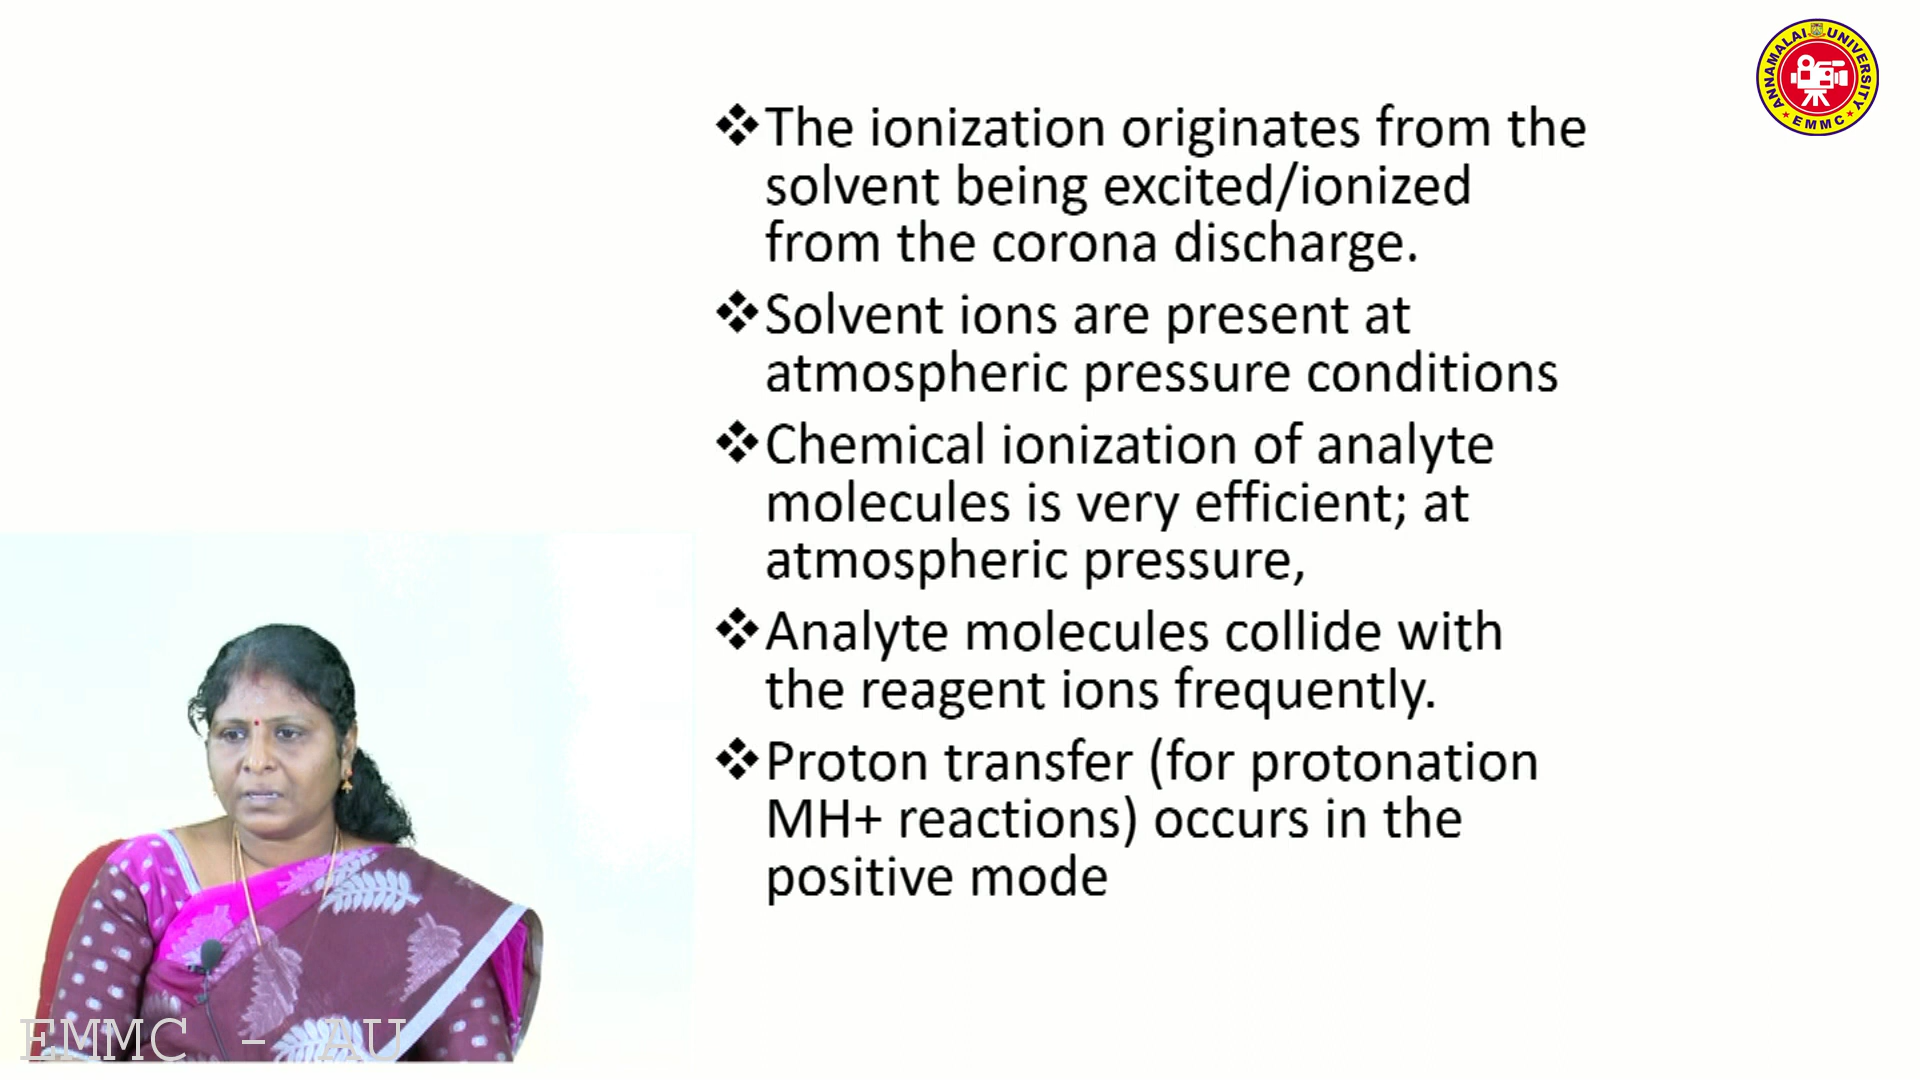 ANNAMALAI UNIVERSITY
EMMC
❖The ionization originates from the
solvent being excited/ionized
from the corona discharge.
❖Solvent ions are present at
atmospheric pressure conditions
❖Chemical ionization of analyte
molecules is very efficient; at
atmospheric pressure,
❖Analyte molecules collide with
the reagent ions frequently.
❖Proton transfer (for protonation
MH+ reactions) occurs in the
positive mode
EMMC - AU